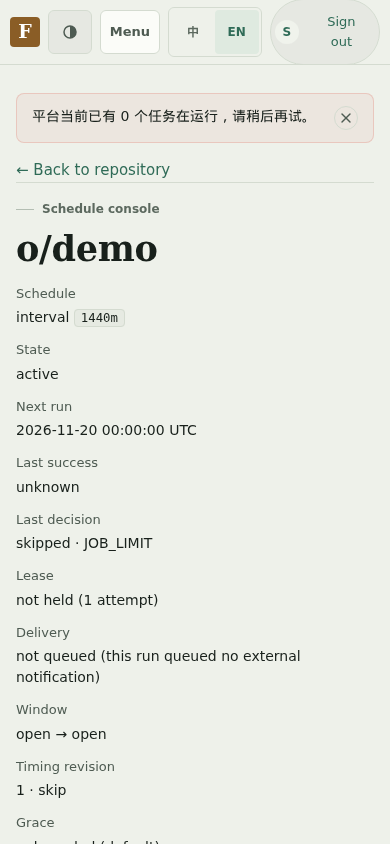 F
Menu
中
EN
S
Sign
out
平台当前已有 0 个任务在运行，请稍后再试。
← Back to repository
Schedule console
o/demo
Schedule
interval 1440m
State
active
Next run
2026-11-20 00:00:00 UTC
Last success
unknown
Last decision
skipped · JOB_LIMIT
Lease
not held (1 attempt)
Delivery
not queued (this run queued no external
notification)
Window
open → open
Timing revision
1 · skip
Grace